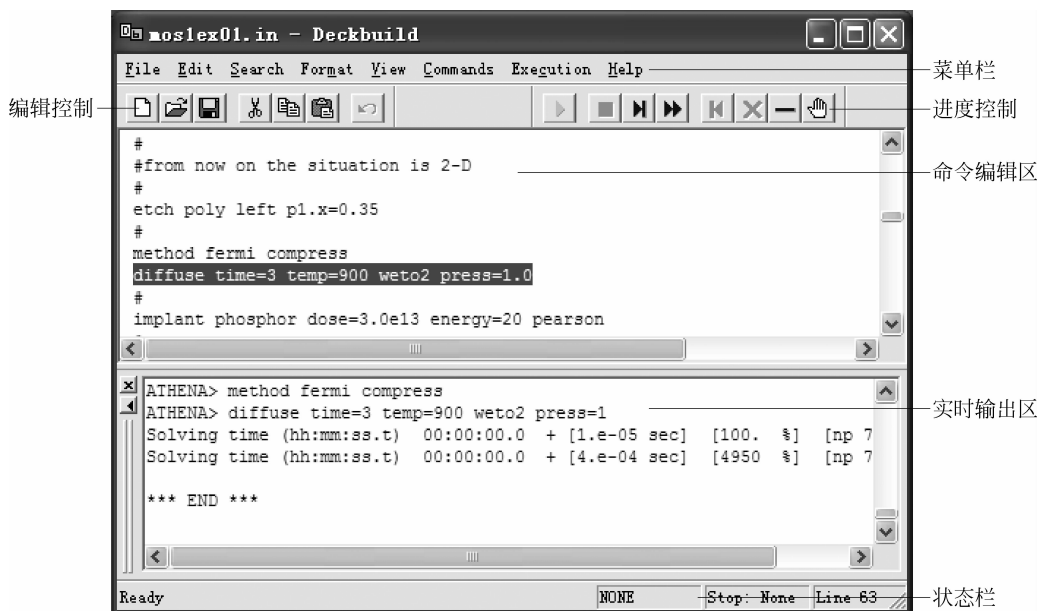 mos1ex01.in - Deckbuild
File Edit Search Format View Commands Execution Help
菜单栏
编辑控制
进度控制
#
#from now on the situation is 2-D
命令编辑区
#
etch poly left p1.x=0.35
#
method fermi compress
diffuse time=3 temp=900 weto2 press=1.0
#
implant phosphor dose=3.0e13 energy=20 pearson
ATHENA> method fermi compress
ATHENA> diffuse time=3 temp=900 weto2 press=1
实时输出区
Solving time (hh:mm:ss.t) 00:00:00.0 + [1.e-05 sec] [100. %] [np 7
Solving time (hh:mm:ss.t) 00:00:00.0 + [4.e-04 sec] [4950 %] [np 7
*** END ***
Ready NONE Stop: None Line 63
状态栏